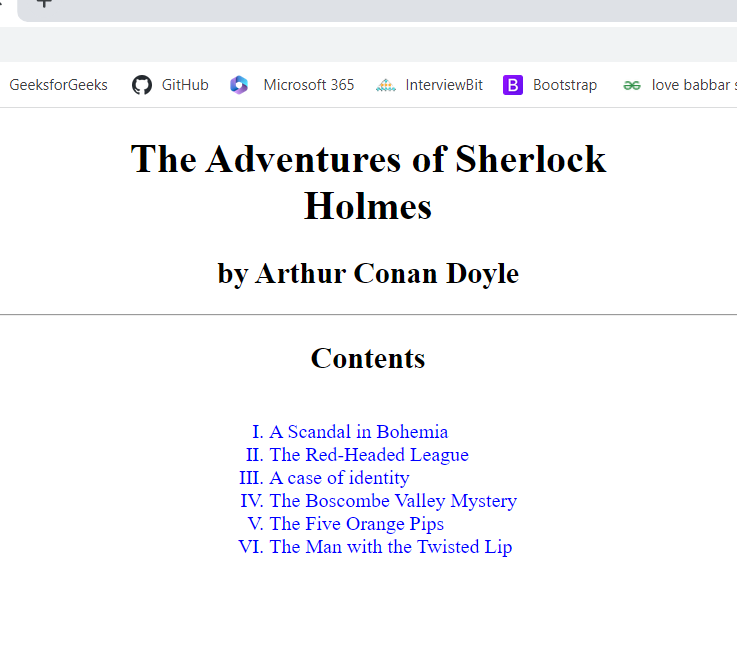 GeeksforGeeks GitHub Microsoft 365 InterviewBit B Bootstrap love babbar
The Adventures of Sherlock
Holmes
by Arthur Conan Doyle
Contents
I. A Scandal in Bohemia
II. The Red-Headed League
III. A case of identity
IV. The Boscombe Valley Mystery
V. The Five Orange Pips
VI. The Man with the Twisted Lip